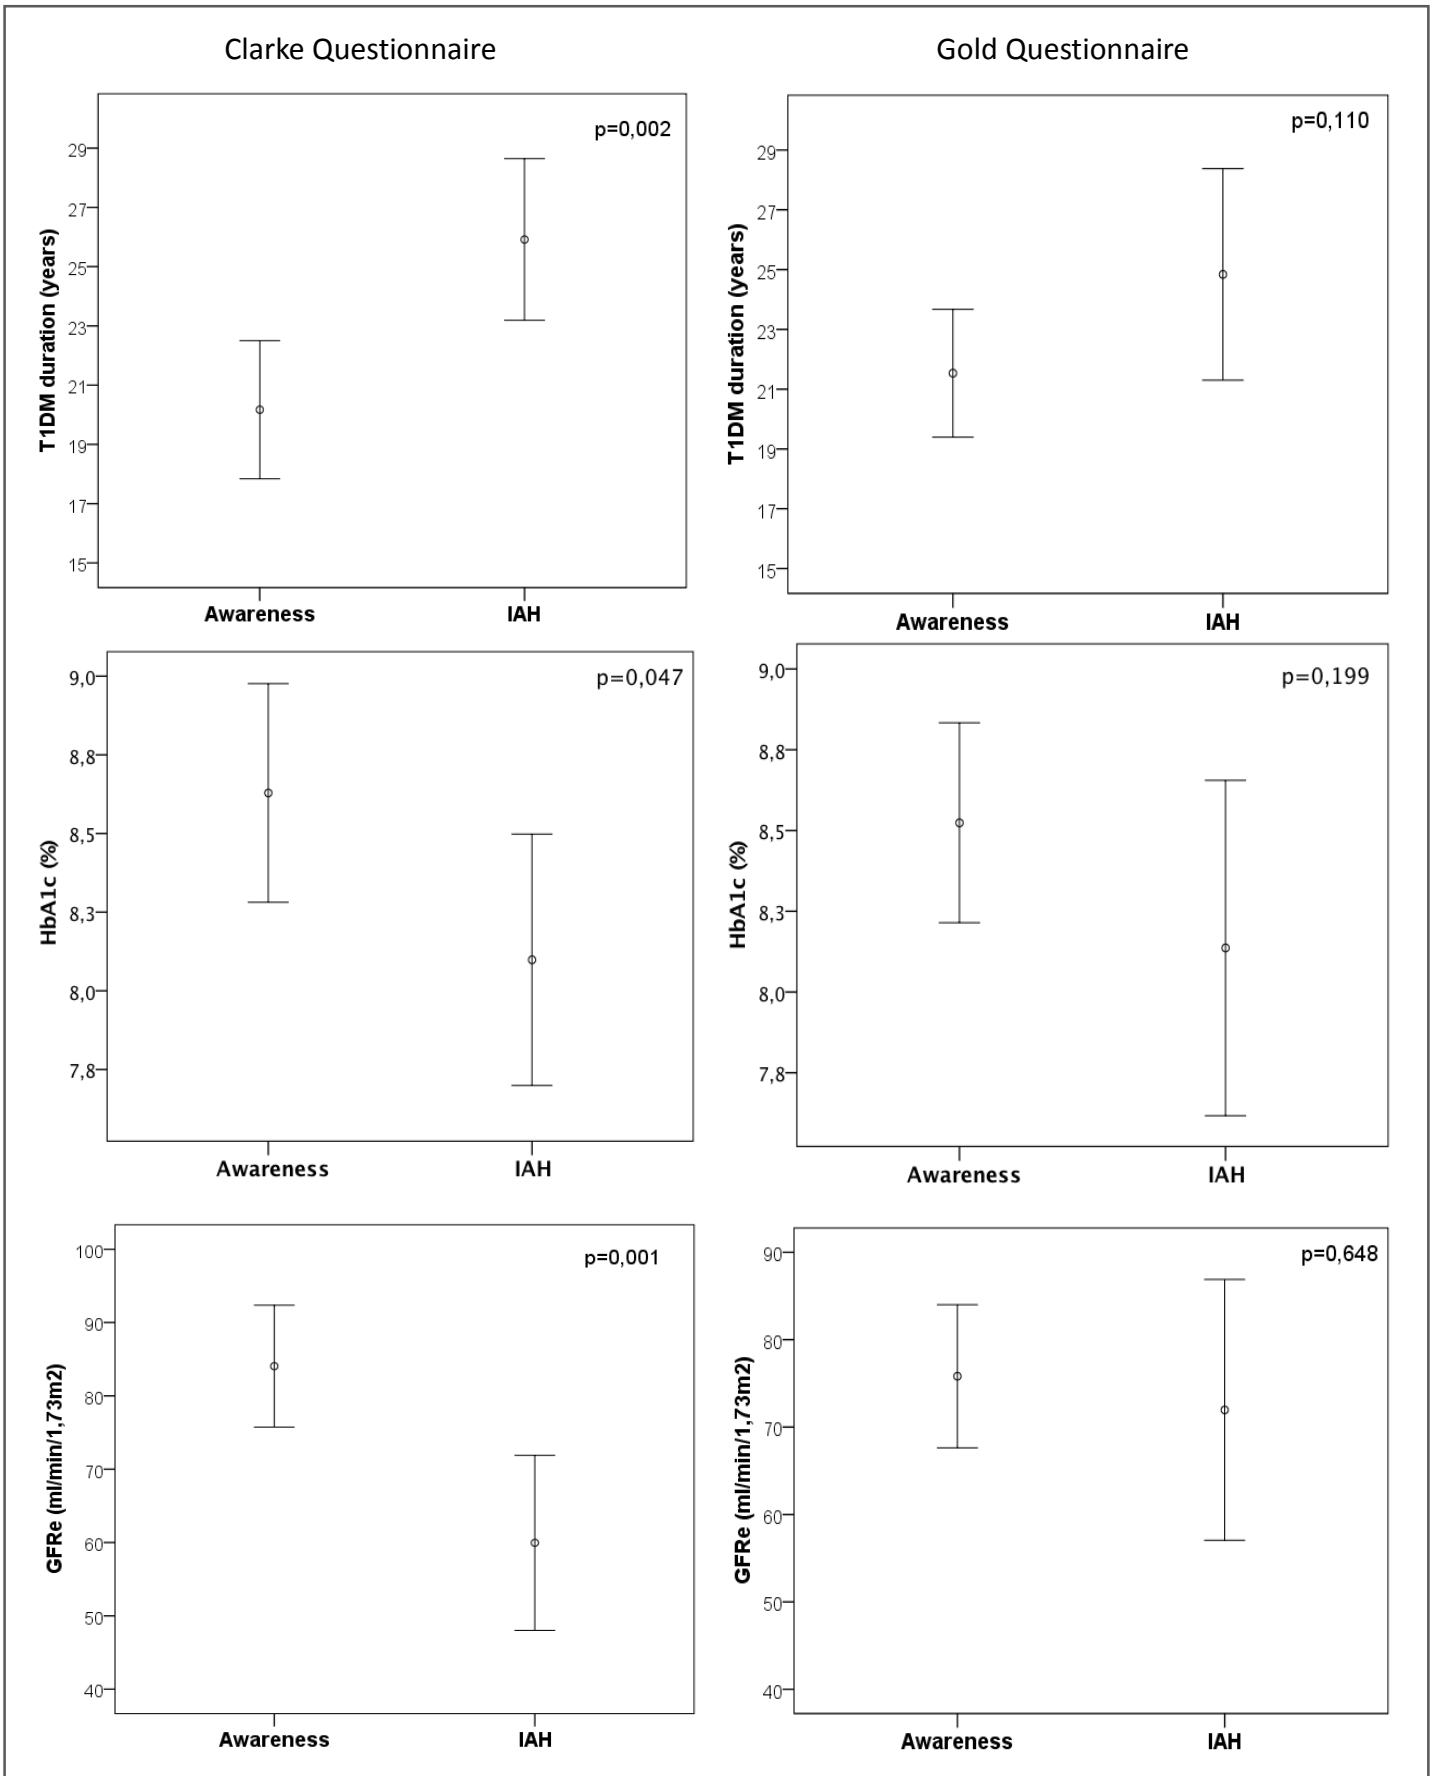 Clarke Questionnaire
Gold Questionnaire
p=0,002
29
27
25
23
21
19
17
15
T1DM duration (years)
Awareness IAH
p=0,110
29
27
25
23
21
19
17
15
T1DM duration (years)
Awareness IAH
p=0,047
9,0
8,8
8,5
8,3
8,0
7,8
HbA1c (%)
Awareness IAH
p=0,199
9,0
8,8
8,5
8,3
8,0
7,8
HbA1c (%)
Awareness IAH
p=0,001
100
90
80
70
60
50
40
GFRe (ml/min/1,73m2)
Awareness IAH
p=0,648
90
80
70
60
50
40
GFRe (ml/min/1,73m2)
Awareness IAH